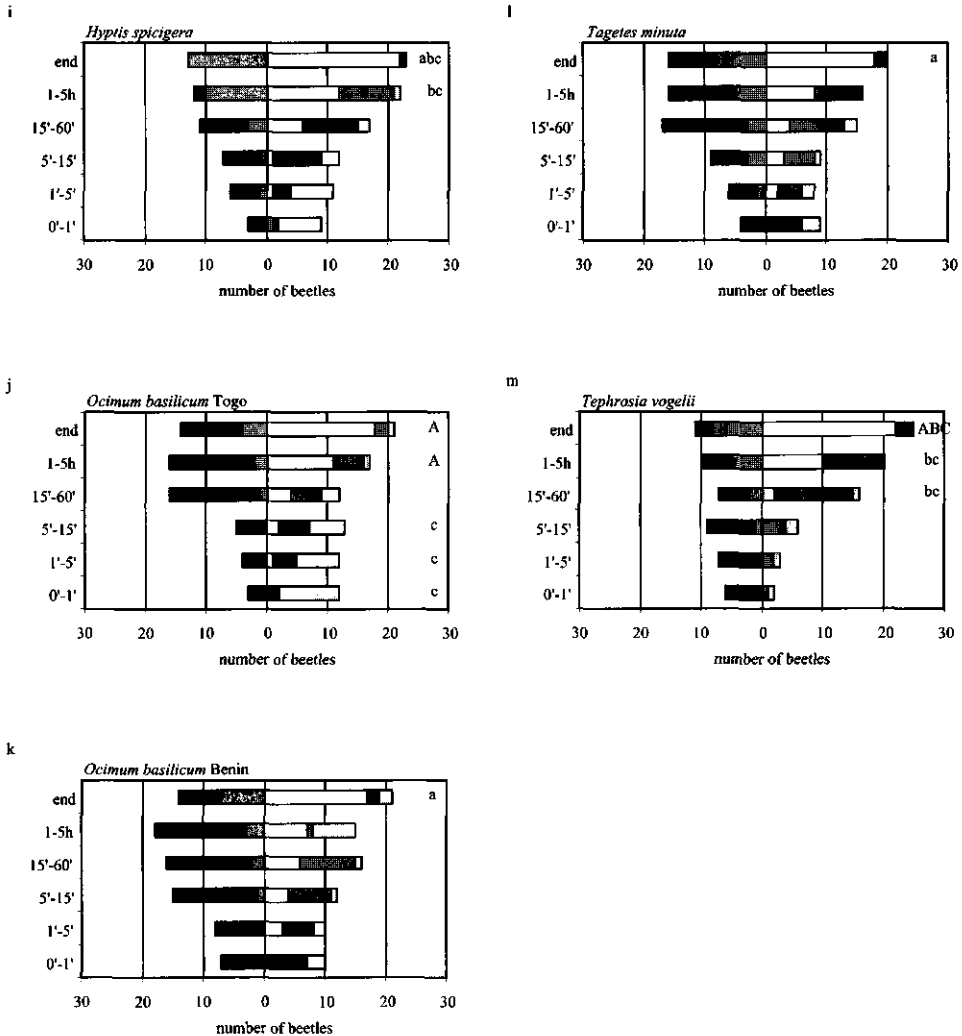 i
Hyptis spicigera
end abc
1-5h bc
15'-60'
5'-15'
1'-5'
0'-1'
30 20 10 0 10 20 30
number of beetles
l
Tagetes minuta
end a
1-5h
15'-60'
5'-15'
1'-5'
0'-1'
30 20 10 0 10 20 30
number of beetles
j
Ocimum basilicum Togo
end A
1-5h A
15'-60'
5'-15' c
1'-5' c
0'-1' c
30 20 10 0 10 20 30
number of beetles
m
Tephrosia vogelii
end ABC
1-5h bc
15'-60' bc
5'-15'
1'-5'
0'-1'
30 20 10 0 10 20 30
number of beetles
k
Ocimum basilicum Benin
end a
1-5h
15'-60'
5'-15'
1'-5'
0'-1'
30 20 10 0 10 20 30
number of beetles